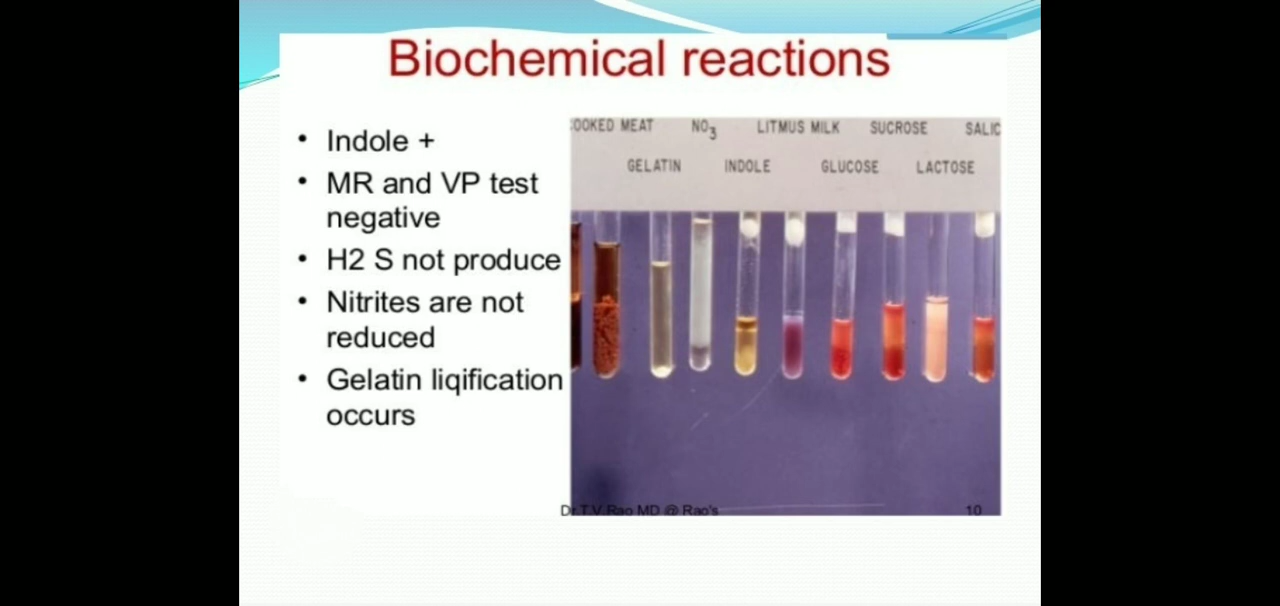 Biochemical reactions
• Indole +
• MR and VP test
negative
• H2 S not produce
• Nitrites are not
reduced
• Gelatin liqification
occurs
OOKED MEAT NO3 LITMUS MILK SUCROSE SALIC
GELATIN INDOLE GLUCOSE LACTOSE
Dr.T.V.Rao MD @ Rao's 10